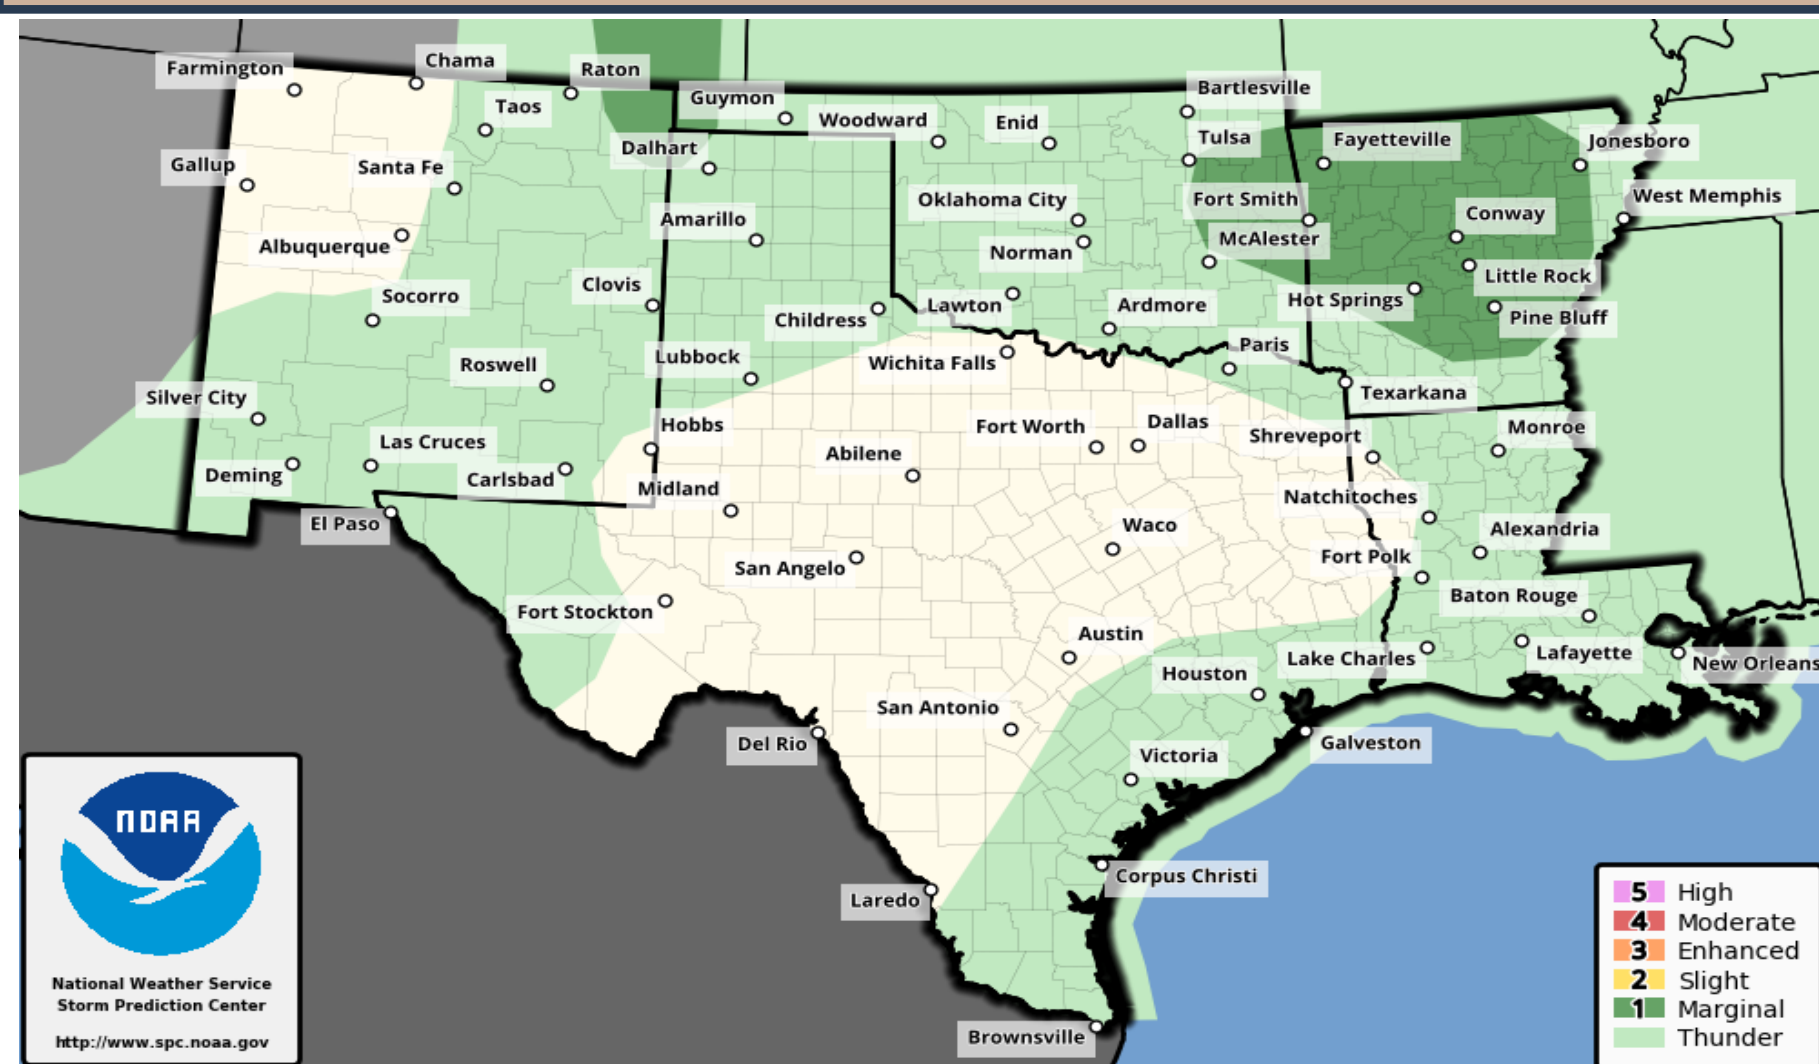 Farmington
Chama
Raton
Taos
Guymon
Woodward
Enid
Bartlesville
Tulsa
Fayetteville
Jonesboro
Gallup
Santa Fe
Dalhart
Oklahoma City
Fort Smith
Conway
West Memphis
Albuquerque
Amarillo
Norman
McAlester
Little Rock
Socorro
Clovis
Childress
Lawton
Ardmore
Hot Springs
Pine Bluff
Roswell
Lubbock
Wichita Falls
Paris
Texarkana
Silver City
Las Cruces
Hobbs
Abilene
Fort Worth
Dallas
Shreveport
Monroe
Deming
Carlsbad
Midland
Natchitoches
El Paso
San Angelo
Waco
Fort Polk
Alexandria
Fort Stockton
Austin
Baton Rouge
Houston
Lake Charles
Lafayette
New Orleans
Del Rio
San Antonio
Victoria
Galveston
Laredo
Corpus Christi
Brownsville
NOAA
National Weather Service
Storm Prediction Center
http://www.spc.noaa.gov
5 High
4 Moderate
3 Enhanced
2 Slight
1 Marginal
Thunder